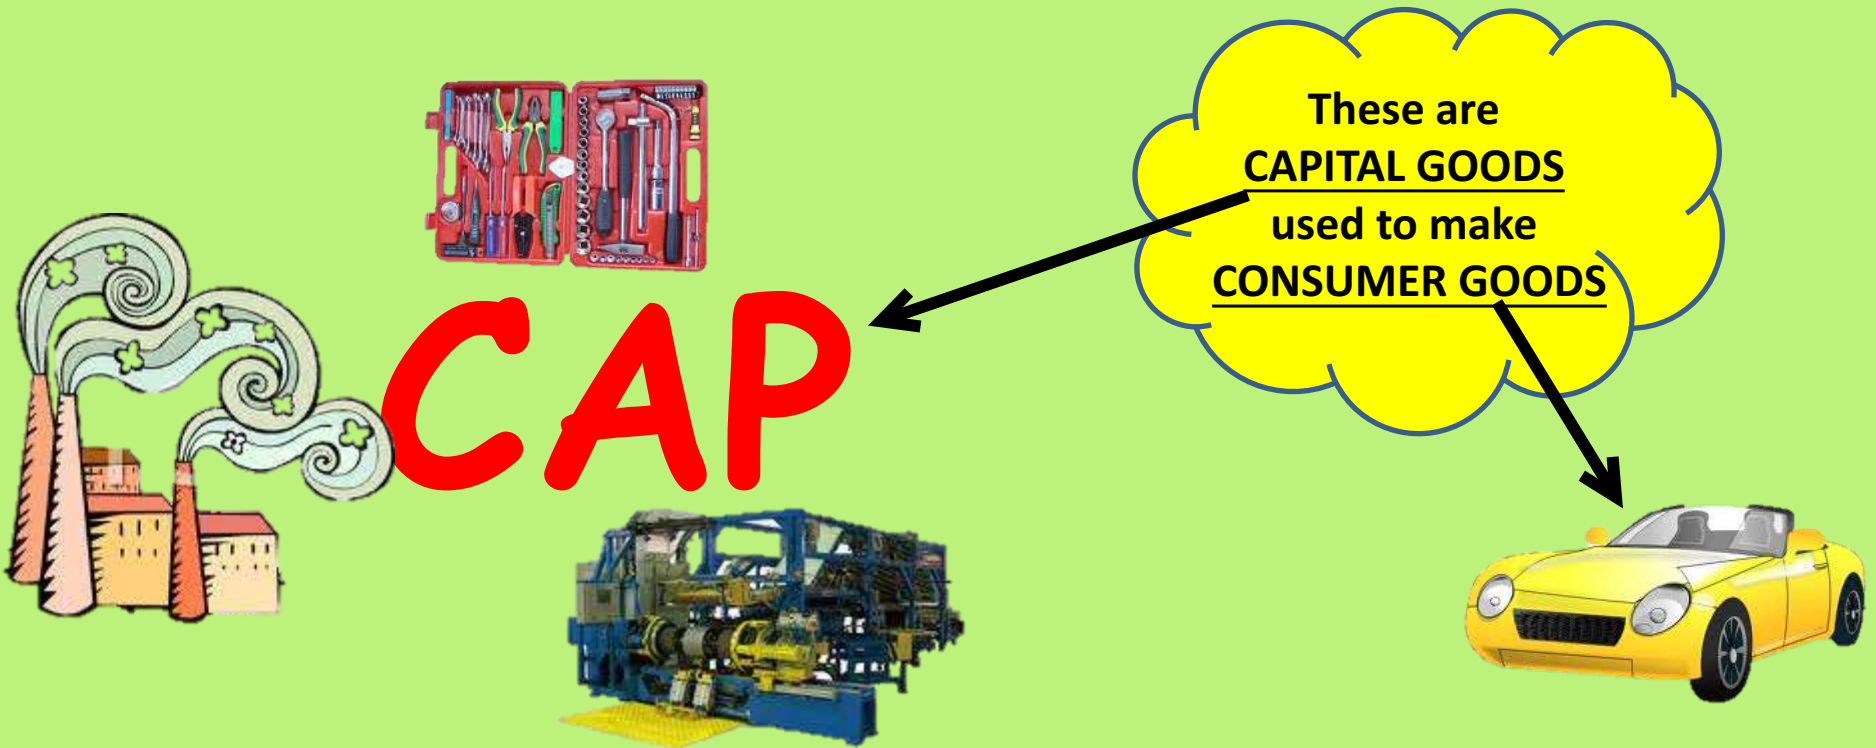 These are
CAPITAL GOODS
used to make
CONSUMER GOODS
CAP